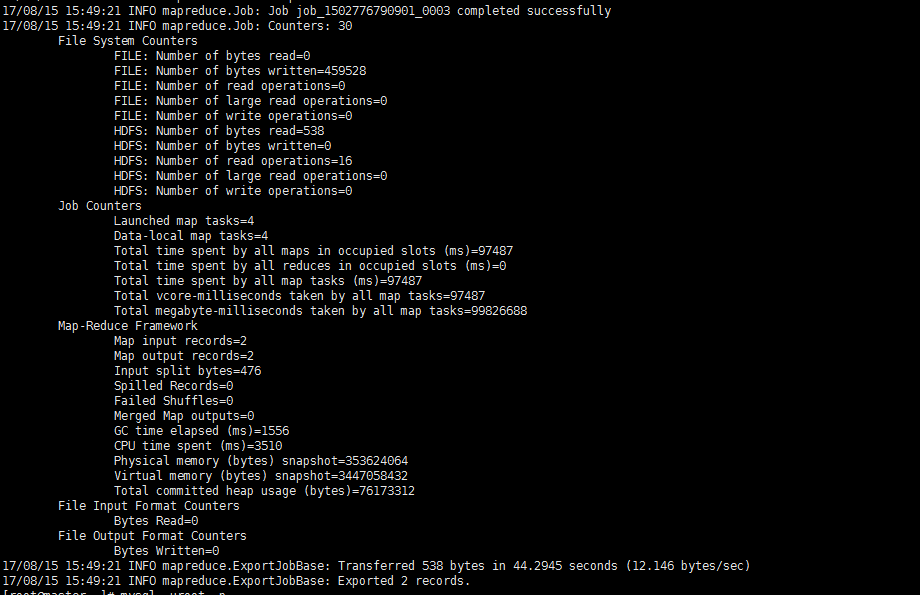 17/08/15 15:49:21 INFO mapreduce.Job: Job job_1502776790901_0003 completed successfully
17/08/15 15:49:21 INFO mapreduce.Job: Counters: 30
File System Counters
FILE: Number of bytes read=0
FILE: Number of bytes written=459528
FILE: Number of read operations=0
FILE: Number of large read operations=0
FILE: Number of write operations=0
HDFS: Number of bytes read=538
HDFS: Number of bytes written=0
HDFS: Number of read operations=16
HDFS: Number of large read operations=0
HDFS: Number of write operations=0
Job Counters
Launched map tasks=4
Data-local map tasks=4
Total time spent by all maps in occupied slots (ms)=97487
Total time spent by all reduces in occupied slots (ms)=0
Total time spent by all map tasks (ms)=97487
Total vcore-milliseconds taken by all map tasks=97487
Total megabyte-milliseconds taken by all map tasks=99826688
Map-Reduce Framework
Map input records=2
Map output records=2
Input split bytes=476
Spilled Records=0
Failed Shuffles=0
Merged Map outputs=0
GC time elapsed (ms)=1556
CPU time spent (ms)=3510
Physical memory (bytes) snapshot=353624064
Virtual memory (bytes) snapshot=3447058432
Total committed heap usage (bytes)=76173312
File Input Format Counters
Bytes Read=0
File Output Format Counters
Bytes Written=0
17/08/15 15:49:21 INFO mapreduce.ExportJobBase: Transferred 538 bytes in 44.2945 seconds (12.146 bytes/sec)
17/08/15 15:49:21 INFO mapreduce.ExportJobBase: Exported 2 records.